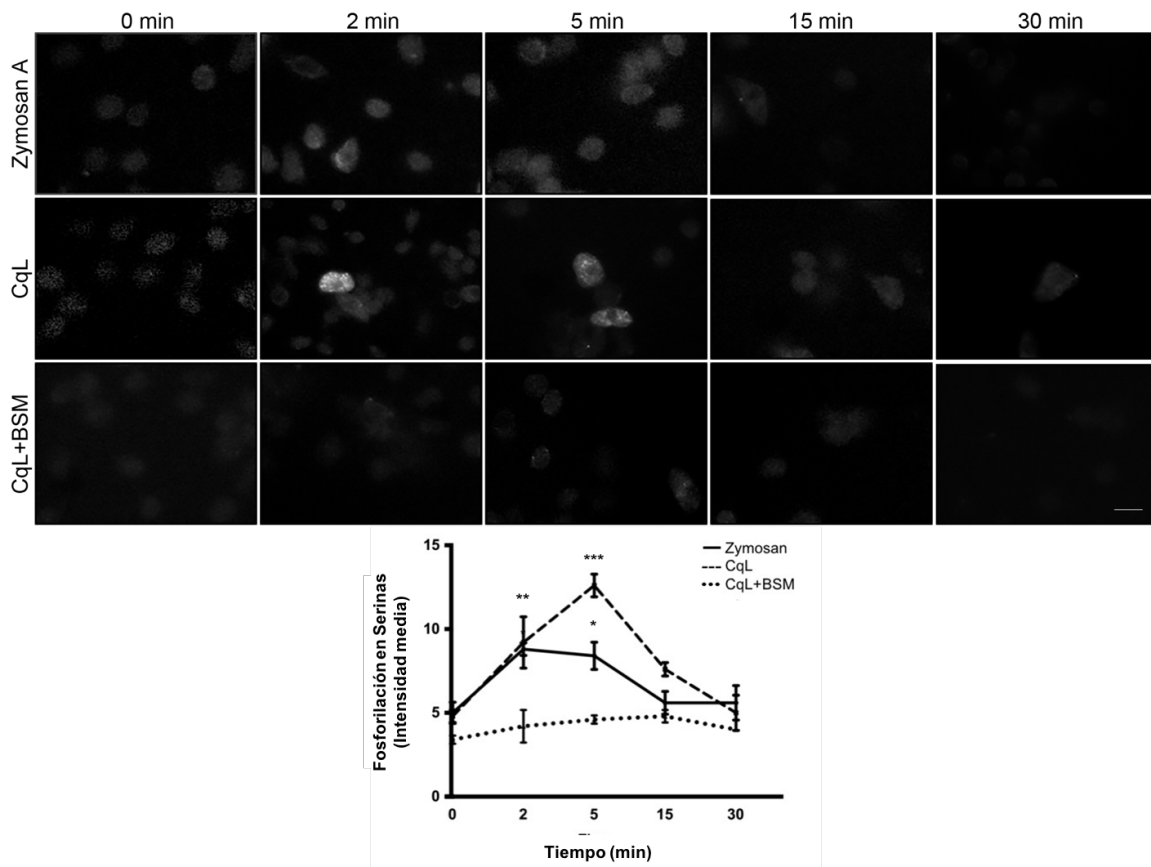 0 min 2 min 5 min 15 min 30 min
Zymosan A
CqL
CqL+BSM
15
10
5
0
Fosforilación en Serinas
(Intensidad media)
** *** *
Zymosan
CqL
CqL+BSM
0 2 5 15 30
Tiempo (min)